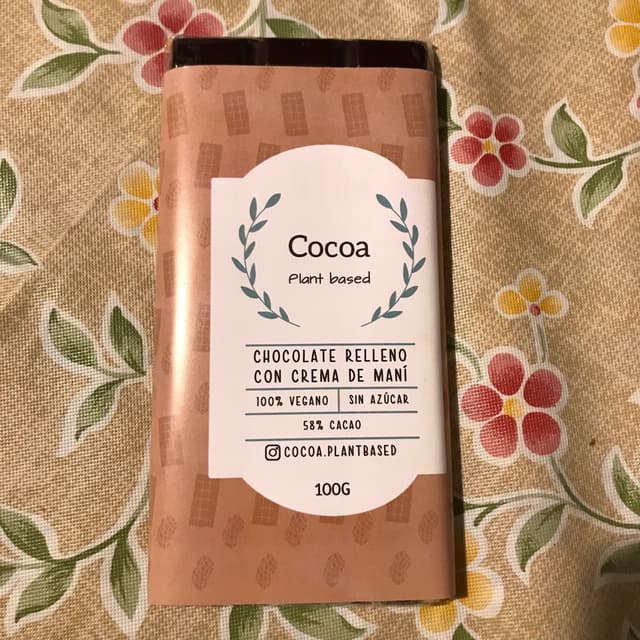 Cocoa
Plant based
CHOCOLATE RELLENO
CON CREMA DE MANÍ
100% VEGANO SIN AZÚCAR
58% CACAO
COCOA.PLANTBASED
100G